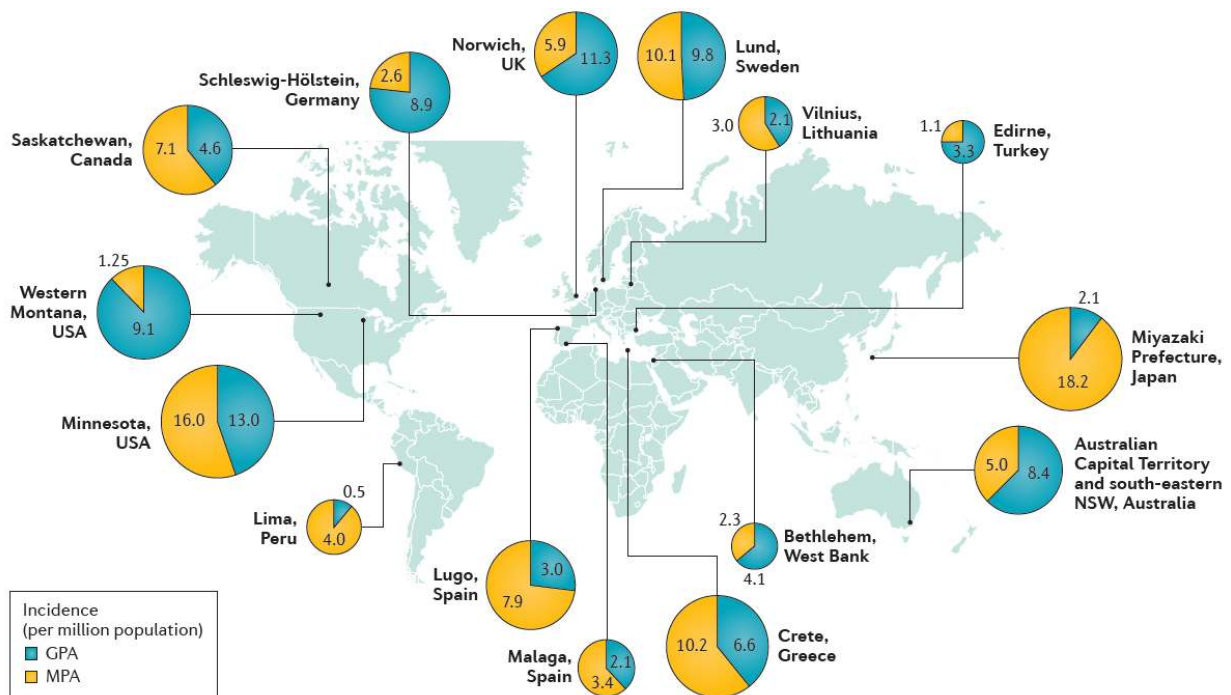 Norwich,
UK
5.9
11.3
10.1
9.8
Lund,
Sweden
Schleswig-Hölstein,
Germany
2.6
8.9
3.0
2.1
Vilnius,
Lithuania
1.1
3.3
Edirne,
Turkey
Saskatchewan,
Canada
7.1
4.6
1.25
Western
Montana,
USA
9.1
2.1
18.2
Miyazaki
Prefecture,
Japan
Minnesota,
USA
16.0
13.0
5.0
8.4
Australian
Capital Territory
and south-eastern
NSW, Australia
0.5
Lima,
Peru
4.0
2.3
4.1
Bethlehem,
West Bank
Lugo,
Spain
3.0
7.9
Malaga,
Spain
2.1
3.4
10.2
6.6
Crete,
Greece
Incidence
(per million population)
GPA
MPA